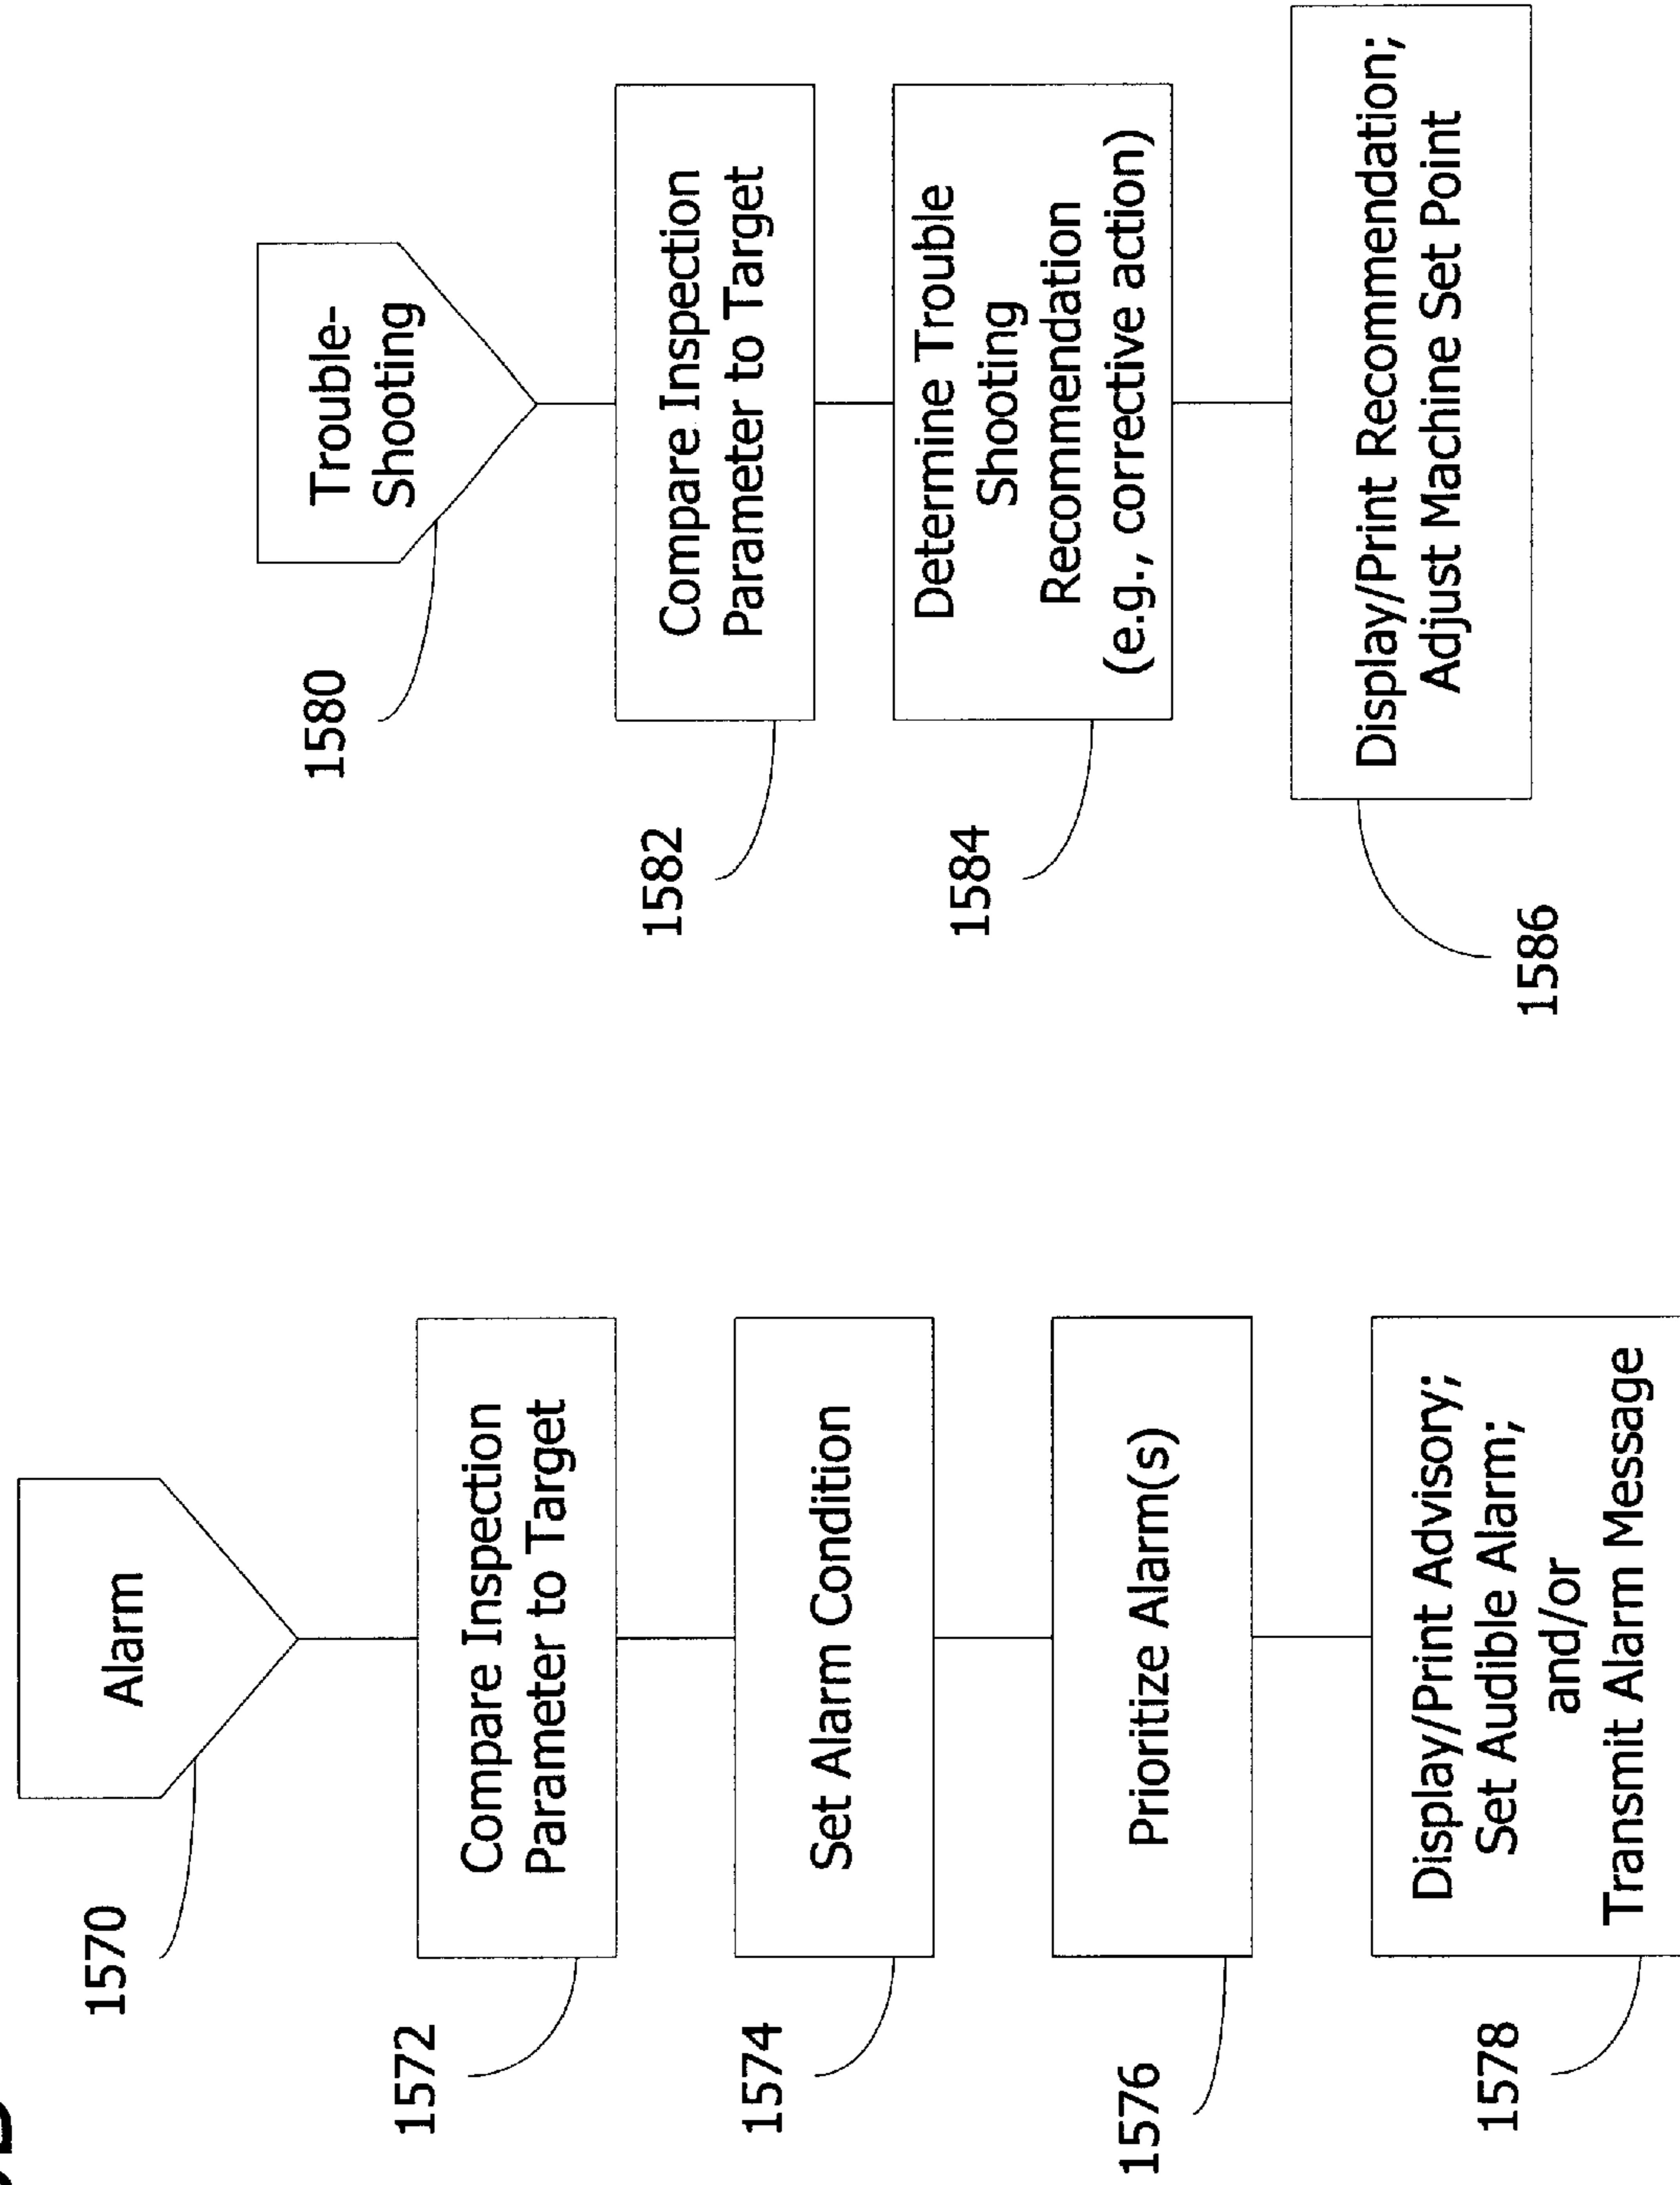 1570
Alarm
1572
Compare Inspection
Parameter to Target
1574
Set Alarm Condition
1576
Prioritize Alarm(s)
1578
Display/Print Advisory;
Set Audible Alarm;
and/or
Transmit Alarm Message
1580
Trouble-
Shooting
1582
Compare Inspection
Parameter to Target
1584
Determine Trouble
Shooting
Recommendation
(e.g., corrective action)
1586
Display/Print Recommendation;
Adjust Machine Set Point